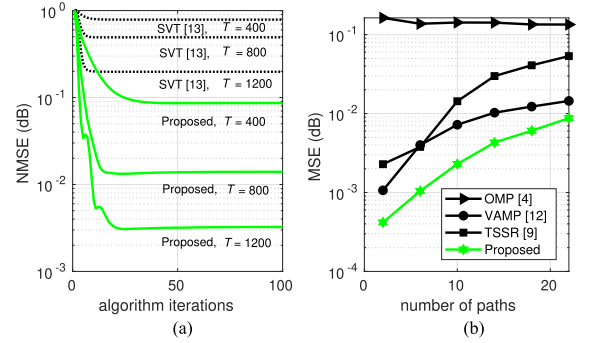 10^0
10^-1
10^-2
10^-3
NMSE (dB)
SVT [13], T = 400
SVT [13], T = 800
SVT [13], T = 1200
Proposed, T = 400
Proposed, T = 800
Proposed, T = 1200
0 50 100
algorithm iterations
(a)
10^-1
10^-2
10^-3
10^-4
MSE (dB)
OMP [4]
VAMP [12]
TSSR [9]
Proposed
0 10 20
number of paths
(b)